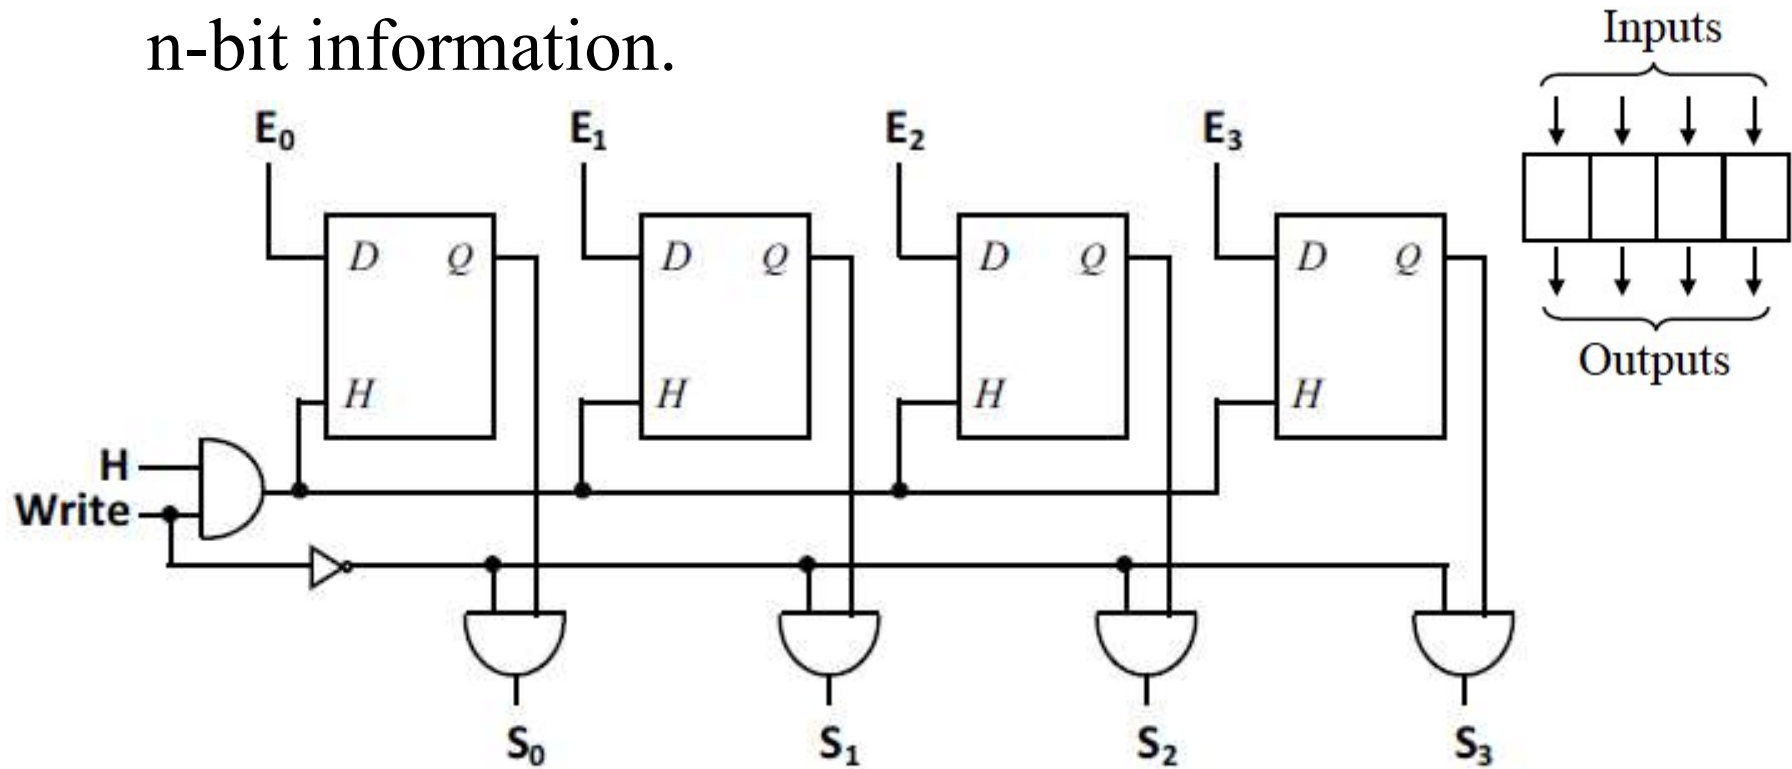 n-bit information.
Inputs
E₀ E₁ E₂ E₃
D Q D Q D Q D Q
Outputs
H H H H
H
Write
S₀ S₁ S₂ S₃